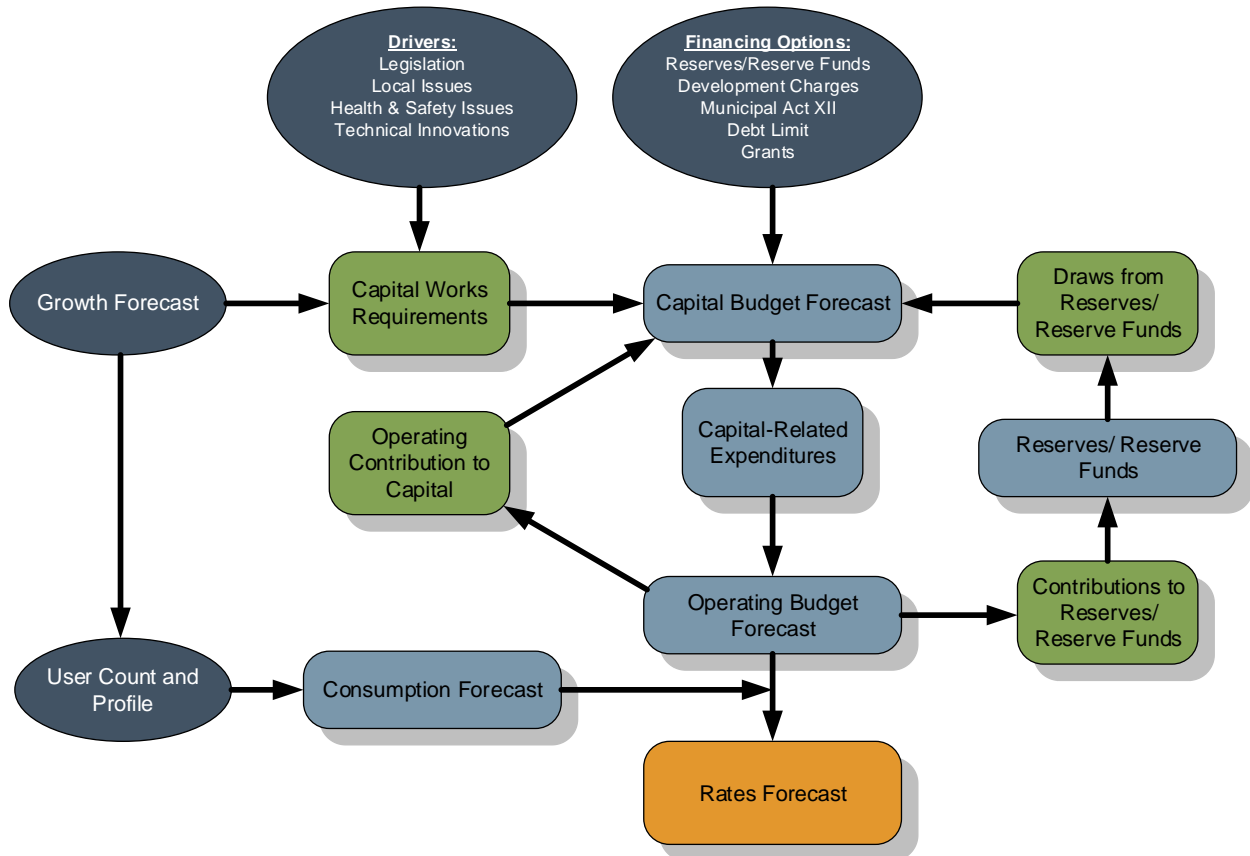 Drivers:
Legislation
Local Issues
Health & Safety Issues
Technical Innovations
Financing Options:
Reserves/Reserve Funds
Development Charges
Municipal Act XII
Debt Limit
Grants
Growth Forecast
Capital Works
Requirements
Capital Budget Forecast
Draws from
Reserves/
Reserve Funds
Operating
Contribution to
Capital
Capital-Related
Expenditures
Reserves/ Reserve
Funds
Operating Budget
Forecast
Contributions to
Reserves/
Reserve Funds
User Count and
Profile
Consumption Forecast
Rates Forecast